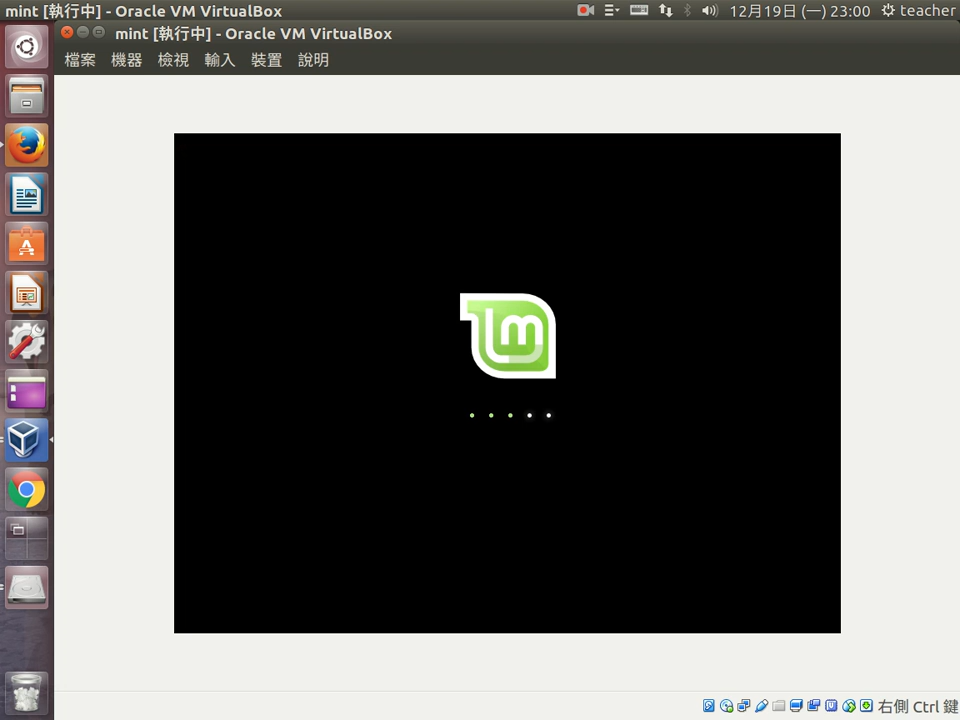 mint [執行中] - Oracle VM VirtualBox 12月19日 (一) 23:00 teacher
mint [執行中] - Oracle VM VirtualBox
檔案 機器 檢視 輸入 裝置 說明
右側 Ctrl 鍵